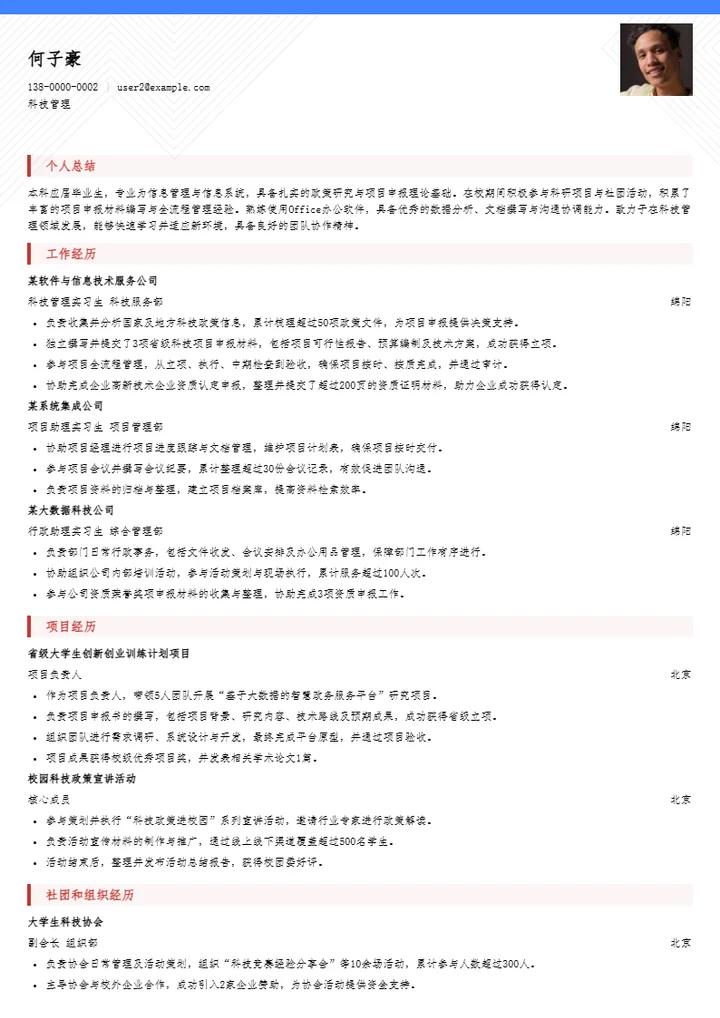 何子豪
138-0000-0002 | user2@example.com
科技管理
个人总结
本科应届毕业生，专业为信息管理与信息系统，具备扎实的政策研究与项目申报理论基础。在校期间积极参与科研项目与社团活动，积累了
丰富的项目申报材料编写与全流程管理经验。熟练使用Office办公软件，具备优秀的数据分析、文档撰写与沟通协调能力。致力于在科技管
理领域发展，能够快速学习并适应新环境，具备良好的团队协作精神。
工作经历
某软件与信息技术服务公司
科技管理实习生 科技服务部 绵阳
• 负责收集并分析国家及地方科技政策信息，累计梳理超过50项政策文件，为项目申报提供决策支持。
• 独立撰写并提交了3项省级科技项目申报材料，包括项目可行性报告、预算编制及技术方案，成功获得立项。
• 参与项目全流程管理，从立项、执行、中期检查到验收，确保项目按时、按质完成，并通过审计。
• 协助完成企业高新技术企业资质认定申报，整理并提交了超过200页的资质证明材料，助力企业成功获得认定。
某系统集成公司
项目助理实习生 项目管理部 绵阳
• 协助项目经理进行项目进度跟踪与文档管理，维护项目计划表，确保项目按时交付。
• 参与项目会议并撰写会议纪要，累计整理超过30份会议记录，有效促进团队沟通。
• 负责项目资料的归档与整理，建立项目档案库，提高资料检索效率。
某大数据科技公司
行政助理实习生 综合管理部 绵阳
• 负责部门日常行政事务，包括文件收发、会议安排及办公用品管理，保障部门工作有序进行。
• 协助组织公司内部培训活动，参与活动策划与现场执行，累计服务超过100人次。
• 参与公司资质荣誉奖项申报材料的收集与整理，协助完成3项资质申报工作。
项目经历
省级大学生创新创业训练计划项目
项目负责人 北京
• 作为项目负责人，带领5人团队开展“基于大数据的智慧政务服务平台”研究项目。
• 负责项目申报书的撰写，包括项目背景、研究内容、技术路线及预期成果，成功获得省级立项。
• 组织团队进行需求调研、系统设计与开发，最终完成平台原型，并通过项目验收。
• 项目成果获得校级优秀项目奖，并发表相关学术论文1篇。
校园科技政策宣讲活动
核心成员 北京
• 参与策划并执行“科技政策进校园”系列宣讲活动，邀请行业专家进行政策解读。
• 负责活动宣传材料的制作与推广，通过线上线下渠道覆盖超过500名学生。
• 活动结束后，整理并发布活动总结报告，获得校团委好评。
社团和组织经历
大学生科技协会
副会长 组织部 北京
• 负责协会日常管理及活动策划，组织“科技竞赛经验分享会”等10余场活动，累计参与人数超过300人。
• 主导协会与校外企业合作，成功引入2家企业赞助，为协会活动提供资金支持。